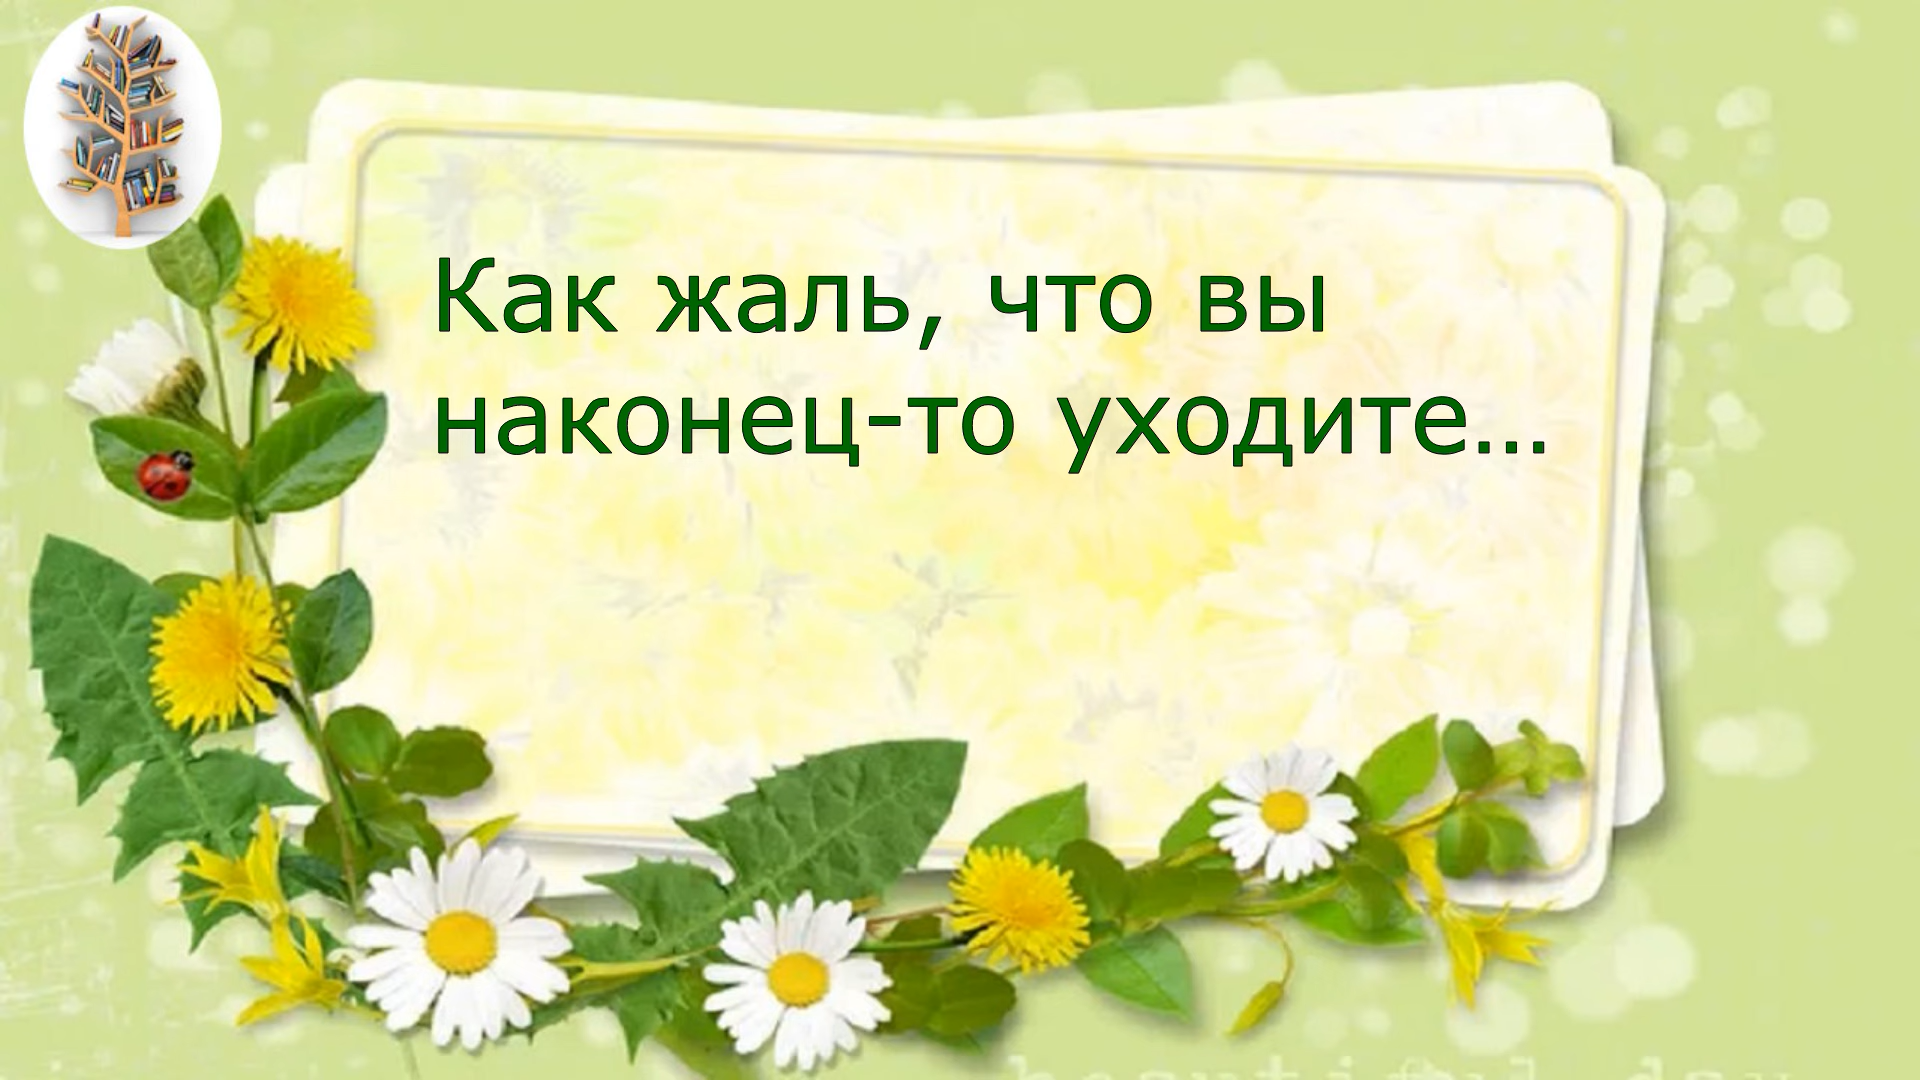 Как жаль, что вы
наконец-то уходите...